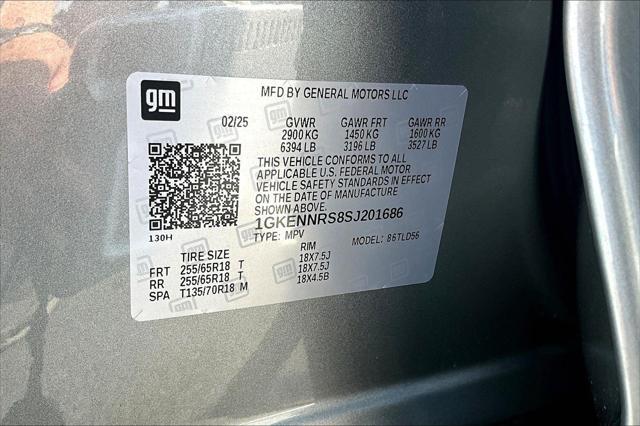 gm
MFD BY GENERAL MOTORS LLC
02/25 GVWR GAWR FRT GAWR RR
2900 KG 1450 KG 1600 KG
6394 LB 3196 LB 3527 LB
THIS VEHICLE CONFORMS TO ALL
APPLICABLE U.S. FEDERAL MOTOR
VEHICLE SAFETY STANDARDS IN EFFECT
ON THE DATE OF MANUFACTURE
SHOWN ABOVE.
1GKENNRS8SJ201686
130H
TYPE: MPV MODEL: 86TLD56
TIRE SIZE RIM
FRT 255/65R18 T 18X7.5J
RR 255/65R18 T 18X7.5J
SPA T135/70R18 M 18X4.5B